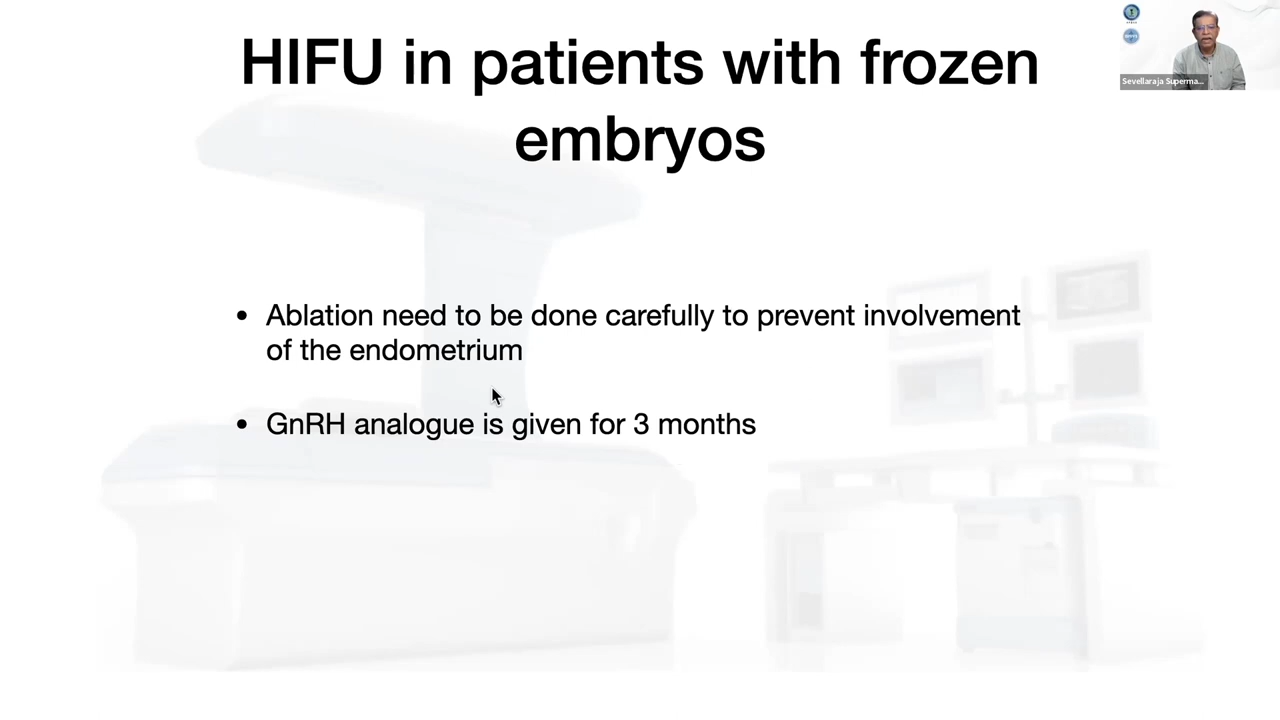 HIFU in patients with frozen
embryos
Sevellaraja Superma...
• Ablation need to be done carefully to prevent involvement
of the endometrium
• GnRH analogue is given for 3 months